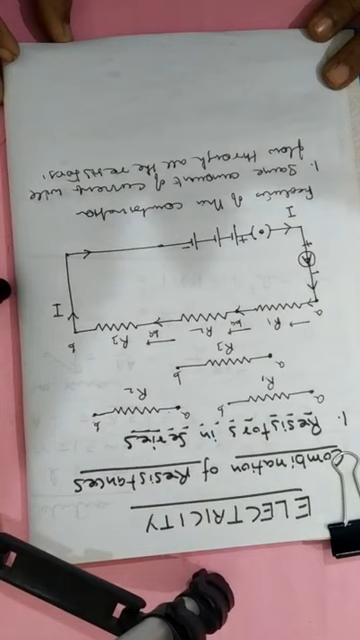 ELECTRICITY
Combination of Resistances
1. Resistors in Series
a R1 b
a R2 b
a R3 b
a R1 R2 R3 b
I
I
Features of this combination
1. Same amount of current will
flow through all the resistors.